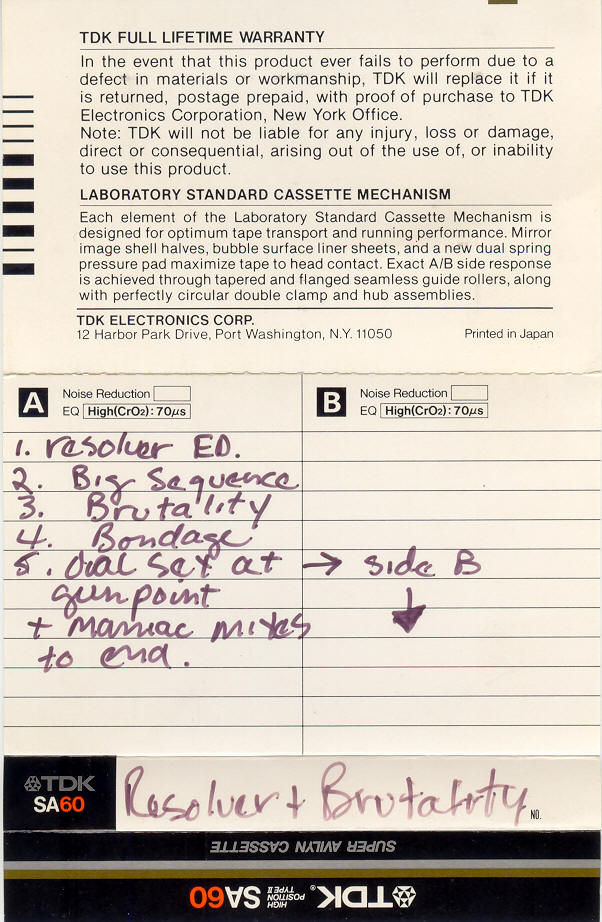 TDK FULL LIFETIME WARRANTY
In the event that this product ever fails to perform due to a
defect in materials or workmanship, TDK will replace it if it
is returned, postage prepaid, with proof of purchase to TDK
Electronics Corporation, New York Office.
Note: TDK will not be liable for any injury, loss or damage,
direct or consequential, arising out of the use of, or inability
to use this product.
LABORATORY STANDARD CASSETTE MECHANISM
Each element of the Laboratory Standard Cassette Mechanism is
designed for optimum tape transport and running performance. Mirror
image shell halves, bubble surface liner sheets, and a new dual spring
pressure pad maximize tape to head contact. Exact A/B side response
is achieved through tapered and flanged seamless guide rollers, along
with perfectly circular double clamp and hub assemblies.
TDK ELECTRONICS CORP.
12 Harbor Park Drive, Port Washington, N.Y. 11050 Printed in Japan
A Noise Reduction
EQ High(CrO2): 70μs
B Noise Reduction
EQ High(CrO2): 70μs
1. resolver ED.
2. Big Sequence
3. Brutality
4. Bondage
5. Oral Sex at → side B
gunpoint
+ Maniac mixes
to end.
TDK
SA60
Resolver + Brutality
NO.
SUPER AVILYN CASSETTE
TDK® HIGH POSITION TYPE II SA60